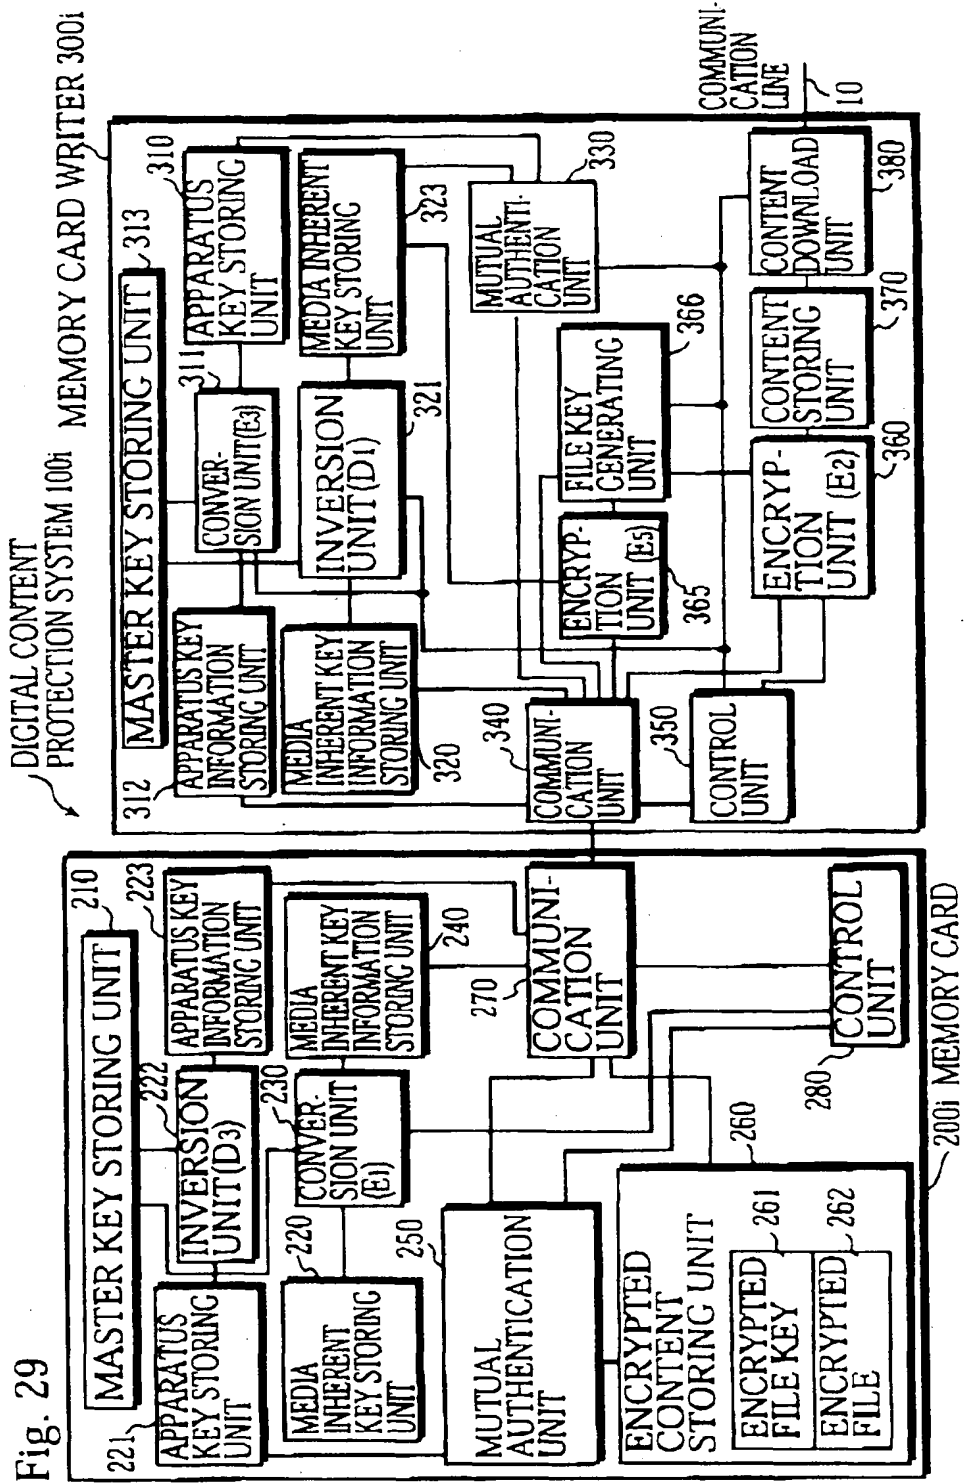 Fig. 29
DIGITAL CONTENT
PROTECTION SYSTEM 100i
MEMORY CARD WRITER 300i
210
MASTER KEY STORING UNIT
221
APPARATUS
KEY STORING
UNIT
222
INVERSION
UNIT(D3)
223
APPARATUS KEY
INFORMATION
STORING UNIT
220
MEDIA
INHERENT
KEY STORING
UNIT
230
CONVER-
SION UNIT
(E1)
MEDIA
INHERENT KEY
INFORMATION
STORING UNIT
240
250
MUTUAL
AUTHENTICATION
UNIT
270
COMMUNI-
CATION
UNIT
ENCRYPTED
CONTENT
STORING UNIT
260
ENCRYPTED
FILE KEY
261
ENCRYPTED
FILE
262
280
CONTROL
UNIT
200i MEMORY CARD
MASTER KEY STORING UNIT
313
312
APPARATUS KEY
INFORMATION
STORING UNIT
CONVER-
SION UNIT(E3)
311
APPARATUS
KEY STORING
UNIT
310
MEDIA
INHERENT KEY
INFORMATION
STORING UNIT
320
INVERSION
UNIT(D1)
321
MEDIA INHERENT
KEY STORING
UNIT
323
MUTUAL
AUTHENTI-
CATION
UNIT
330
340
COMMUNI-
CATION
UNIT
ENCRYP-
TION
UNIT (E5)
365
FILE KEY
GENERATING
UNIT
366
350
CONTROL
UNIT
ENCRYP-
TION
UNIT (E2)
360
CONTENT
STORING
UNIT
370
CONTENT
DOWNLOAD
UNIT
380
COMMUNI-
CATION
LINE
10